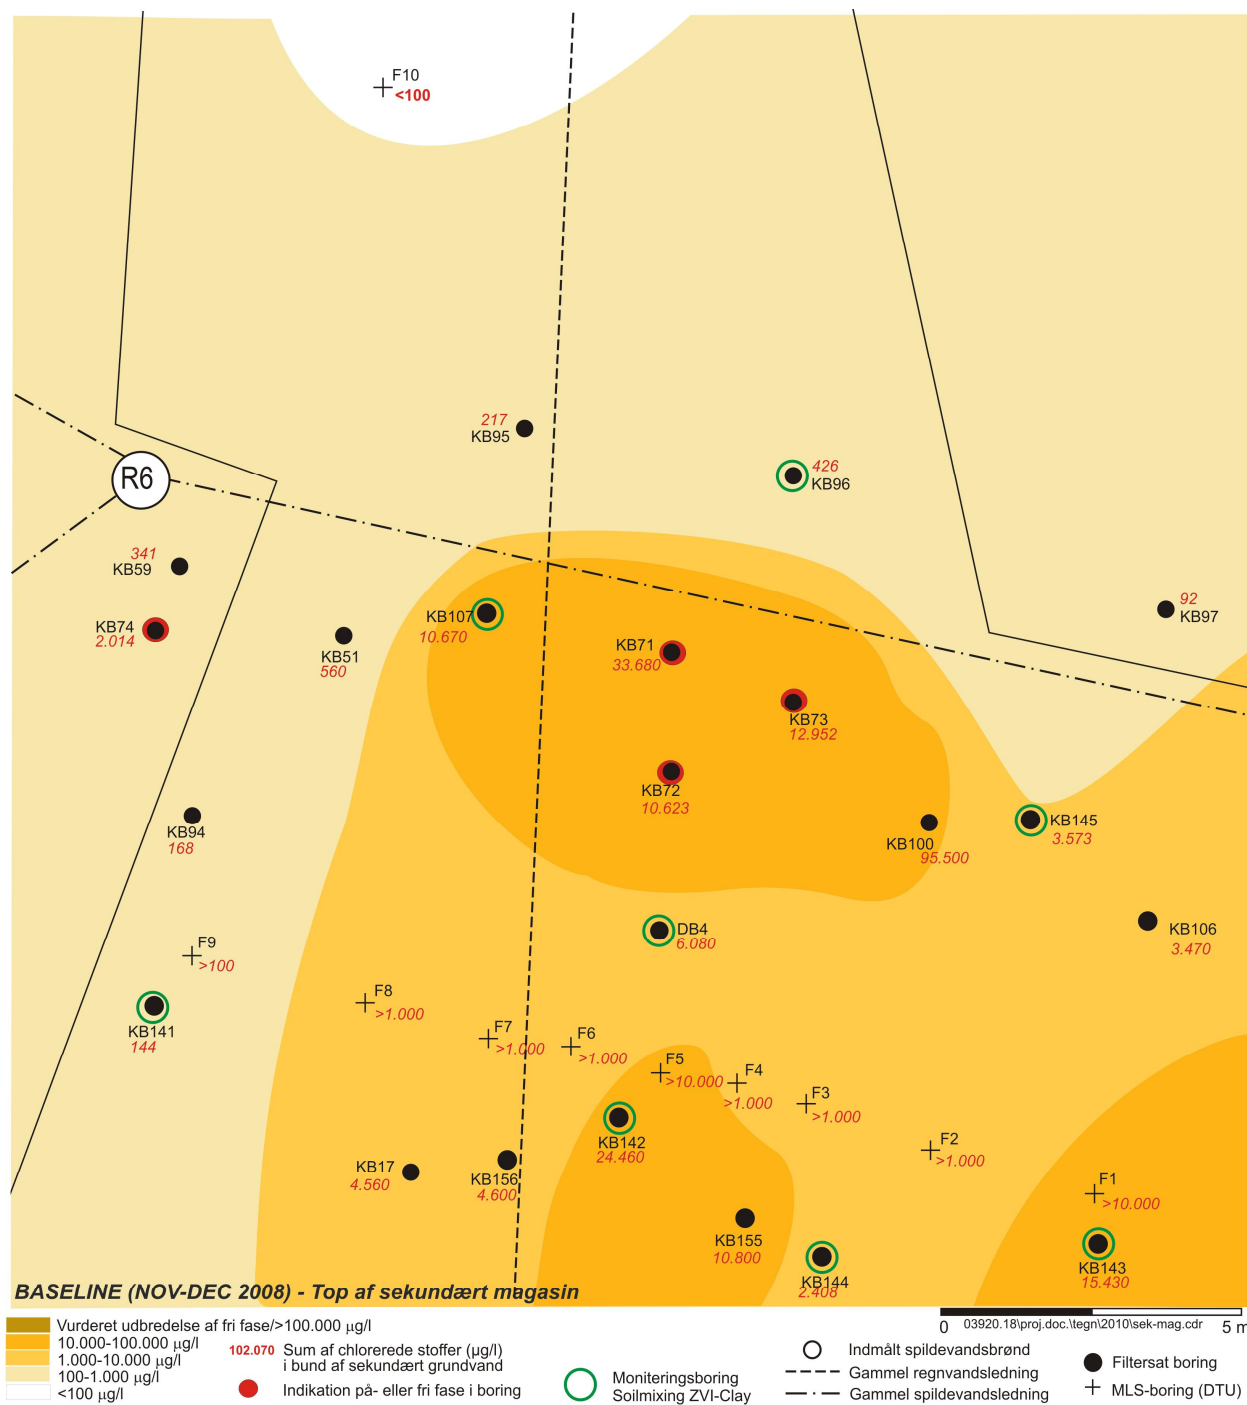 F10
<100
217
KB95
426
KB96
R6
341
KB59
KB74
2.014
KB51
560
KB107
10.670
KB71
33.680
KB73
12.952
KB72
10.623
92
KB97
KB94
168
KB100
95.500
KB145
3.573
DB4
6.080
KB106
3.470
F9
>100
KB141
144
F8
>1.000
F7
>1.000
F6
>1.000
F5
>10.000
F4
>1.000
F3
>1.000
F2
>1.000
F1
>10.000
KB142
24.460
KB17
4.560
KB156
4.600
KB155
10.800
KB144
2.408
KB143
15.430
BASELINE (NOV-DEC 2008) - Top af sekundært magasin
Vurderet udbredelse af fri fase/>100.000 µg/l
10.000-100.000 µg/l
1.000-10.000 µg/l
100-1.000 µg/l
<100 µg/l
102.070 Sum af chlorerede stoffer (µg/l)
i bund af sekundært grundvand
Indikation på- eller fri fase i boring
Moniteringsboring
Soilmixing ZVI-Clay
0 03920.18\proj.doc.\tegn\2010\sek-mag.cdr 5 m
Indmålt spildevandsbrønd
Gammel regnvandsledning
Gammel spildevandsledning
Filtersat boring
MLS-boring (DTU)